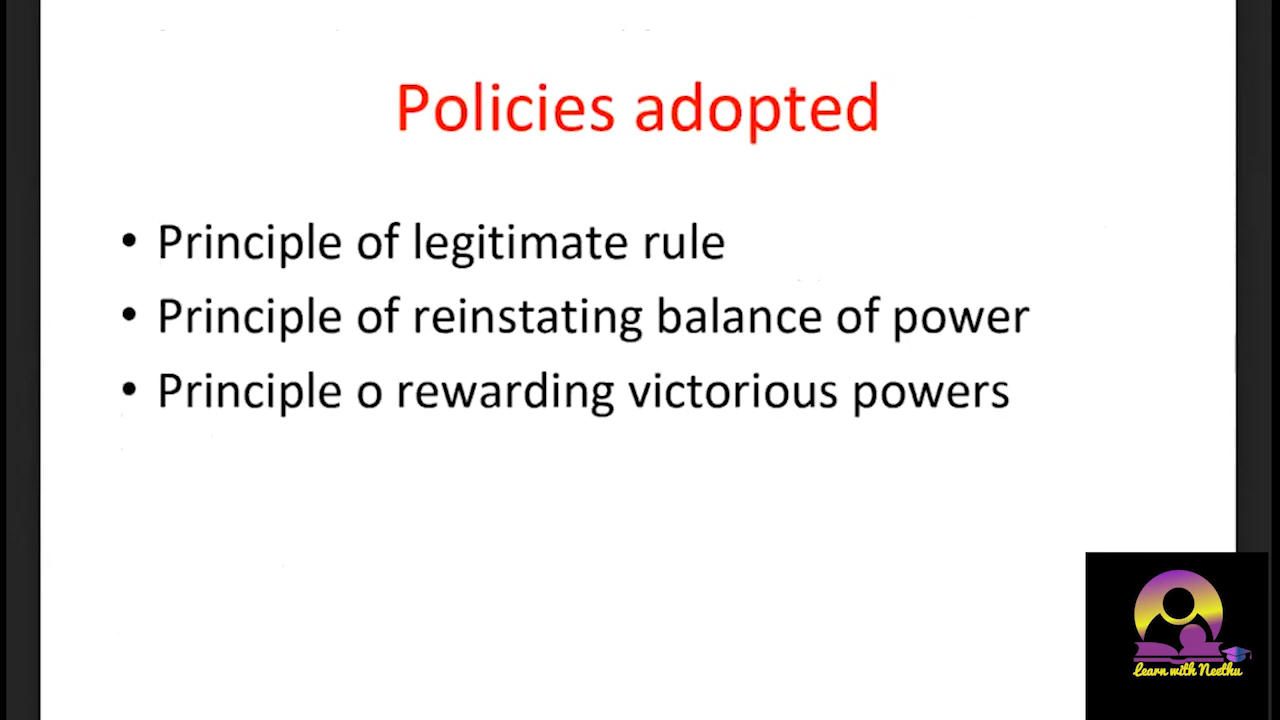 Policies adopted
• Principle of legitimate rule
• Principle of reinstating balance of power
• Principle o rewarding victorious powers
Learn with Neethu